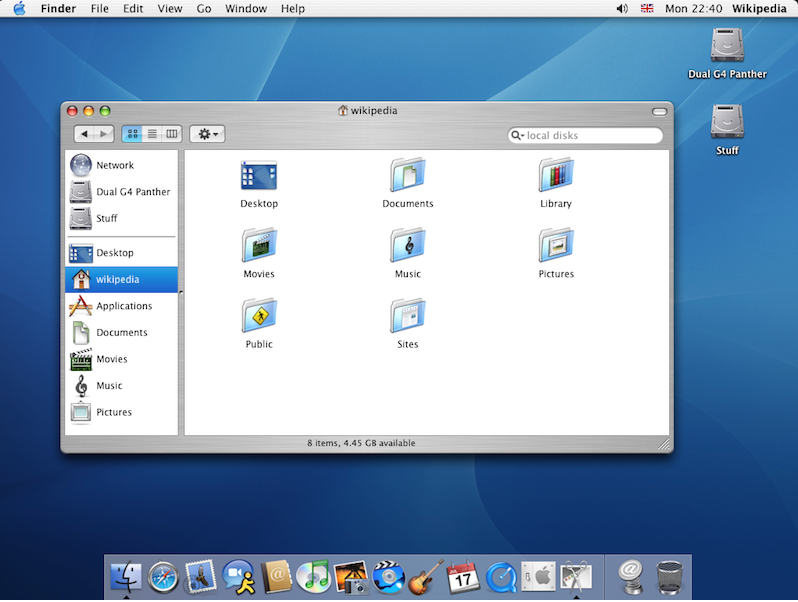 Finder File Edit View Go Window Help Mon 22:40 Wikipedia
Dual G4 Panther
Stuff
wikipedia
local disks
Network
Dual G4 Panther
Stuff
Desktop
wikipedia
Applications
Documents
Movies
Music
Pictures
Desktop Documents Library
Movies Music Pictures
Public Sites
8 items, 4.45 GB available
17